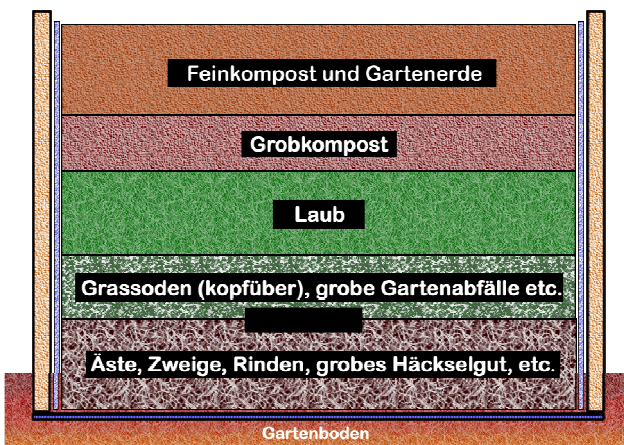 Feinkompost und Gartenerde
Grobkompost
Laub
Grassoden (kopfüber), grobe Gartenabfälle etc.
Äste, Zweige, Rinden, grobes Häckselgut, etc.
Gartenboden